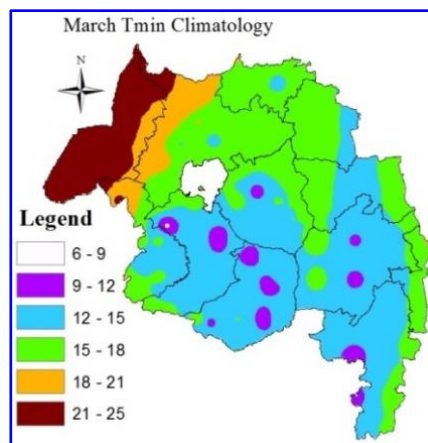 March Tmin Climatology
N
Legend
6 - 9
9 - 12
12 - 15
15 - 18
18 - 21
21 - 25